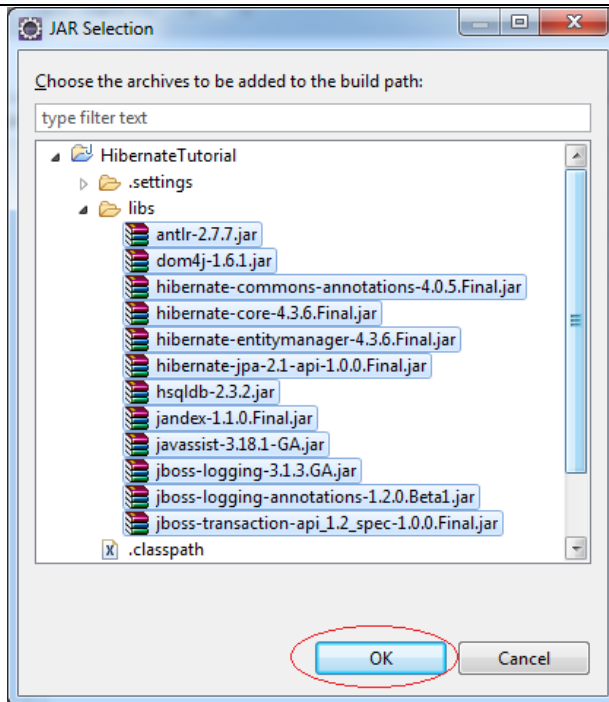 JAR Selection
Choose the archives to be added to the build path:
type filter text
HibernateTutorial
.settings
libs
antlr-2.7.7.jar
dom4j-1.6.1.jar
hibernate-commons-annotations-4.0.5.Final.jar
hibernate-core-4.3.6.Final.jar
hibernate-entitymanager-4.3.6.Final.jar
hibernate-jpa-2.1-api-1.0.0.Final.jar
hsqldb-2.3.2.jar
jandex-1.1.0.Final.jar
javassist-3.18.1-GA.jar
jboss-logging-3.1.3.GA.jar
jboss-logging-annotations-1.2.0.Beta1.jar
jboss-transaction-api_1.2_spec-1.0.0.Final.jar
.classpath
OK Cancel